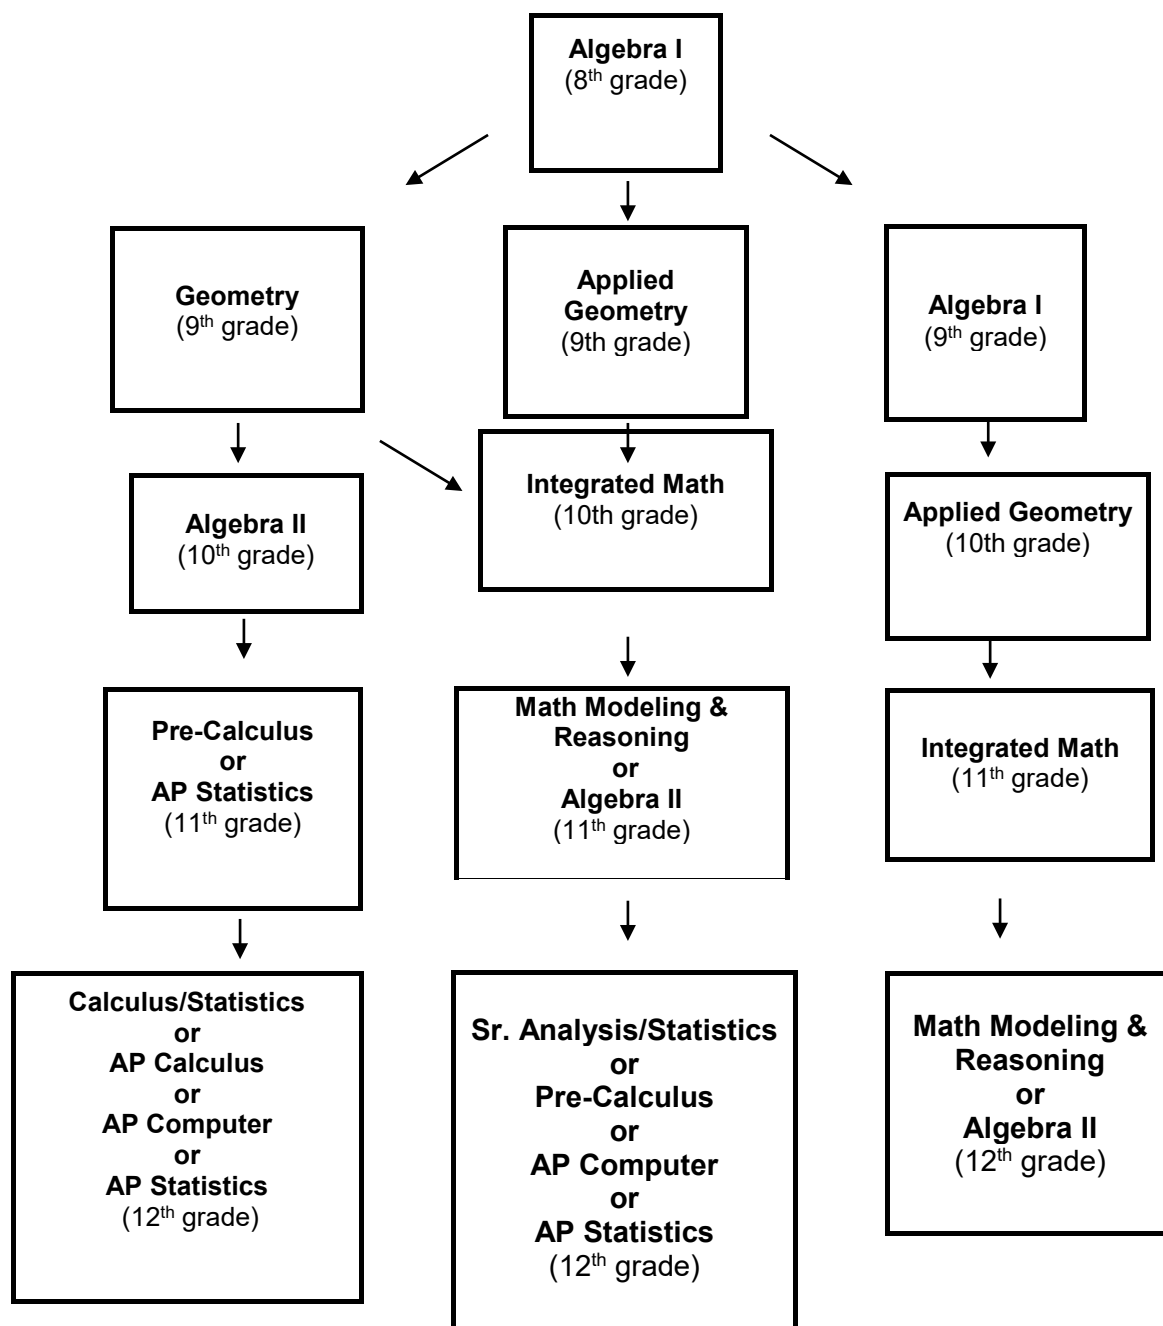 Algebra I
(8th grade)
Geometry
(9th grade)
Applied
Geometry
(9th grade)
Algebra I
(9th grade)
Algebra II
(10th grade)
Integrated Math
(10th grade)
Applied Geometry
(10th grade)
Pre-Calculus
or
AP Statistics
(11th grade)
Math Modeling &
Reasoning
or
Algebra II
(11th grade)
Integrated Math
(11th grade)
Calculus/Statistics
or
AP Calculus
or
AP Computer
or
AP Statistics
(12th grade)
Sr. Analysis/Statistics
or
Pre-Calculus
or
AP Computer
or
AP Statistics
(12th grade)
Math Modeling &
Reasoning
or
Algebra II
(12th grade)